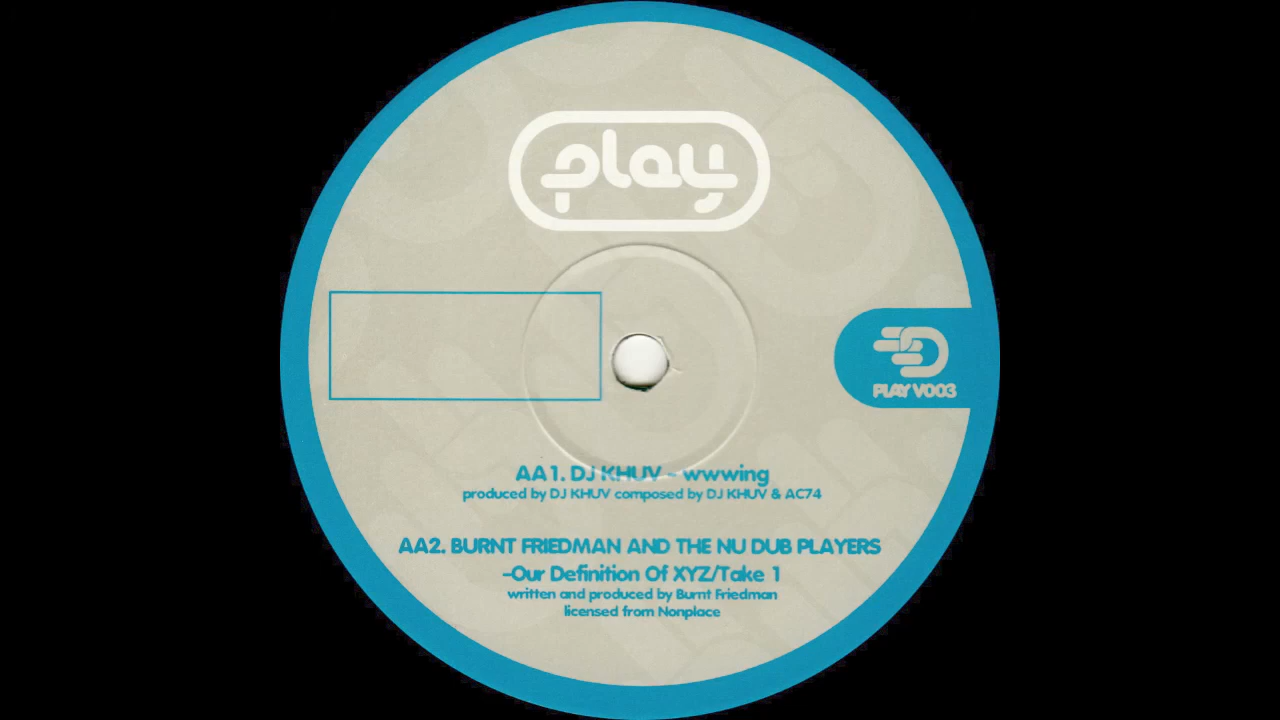 play
PLAY V003
AA1. DJ KHUV - wwwing
produced by DJ KHUV composed by DJ KHUV & AC74
AA2. BURNT FRIEDMAN AND THE NU DUB PLAYERS
-Our Definition Of XYZ/Take 1
written and produced by Burnt Friedman
licensed from Nonplace